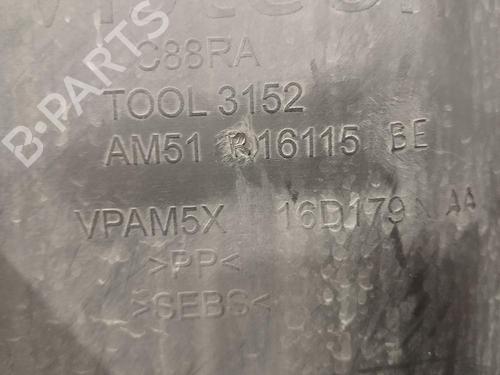 C88RA
TOOL 3152
AM51 R16115 BE
VPAM5X 16D179 AA
>PP<
>SEBS<
B-PARTS